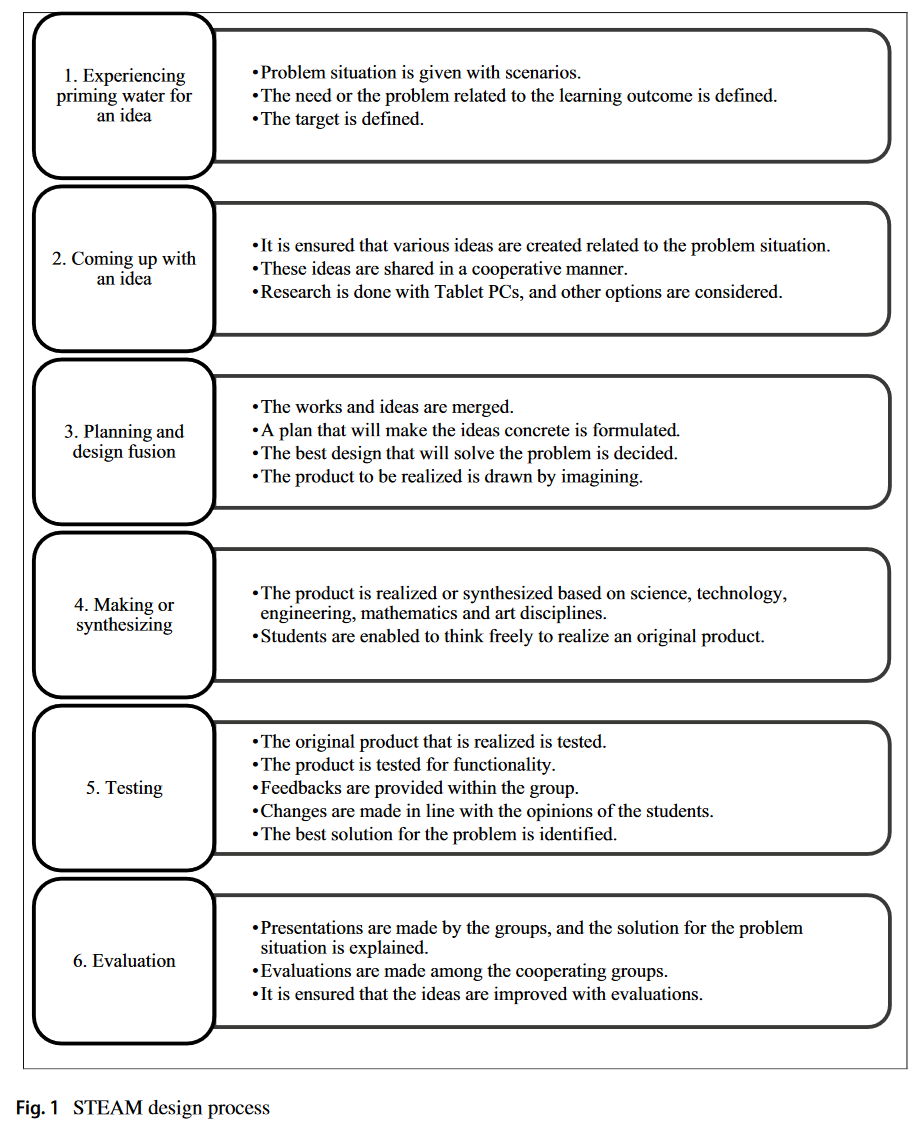 1. Experiencing
priming water for
an idea
•Problem situation is given with scenarios.
•The need or the problem related to the learning outcome is defined.
•The target is defined.
2. Coming up with
an idea
•It is ensured that various ideas are created related to the problem situation.
•These ideas are shared in a cooperative manner.
•Research is done with Tablet PCs, and other options are considered.
3. Planning and
design fusion
•The works and ideas are merged.
•A plan that will make the ideas concrete is formulated.
•The best design that will solve the problem is decided.
•The product to be realized is drawn by imagining.
4. Making or
synthesizing
•The product is realized or synthesized based on science, technology,
engineering, mathematics and art disciplines.
•Students are enabled to think freely to realize an original product.
5. Testing
•The original product that is realized is tested.
•The product is tested for functionality.
•Feedbacks are provided within the group.
•Changes are made in line with the opinions of the students.
•The best solution for the problem is identified.
6. Evaluation
•Presentations are made by the groups, and the solution for the problem
situation is explained.
•Evaluations are made among the cooperating groups.
•It is ensured that the ideas are improved with evaluations.
Fig. 1 STEAM design process